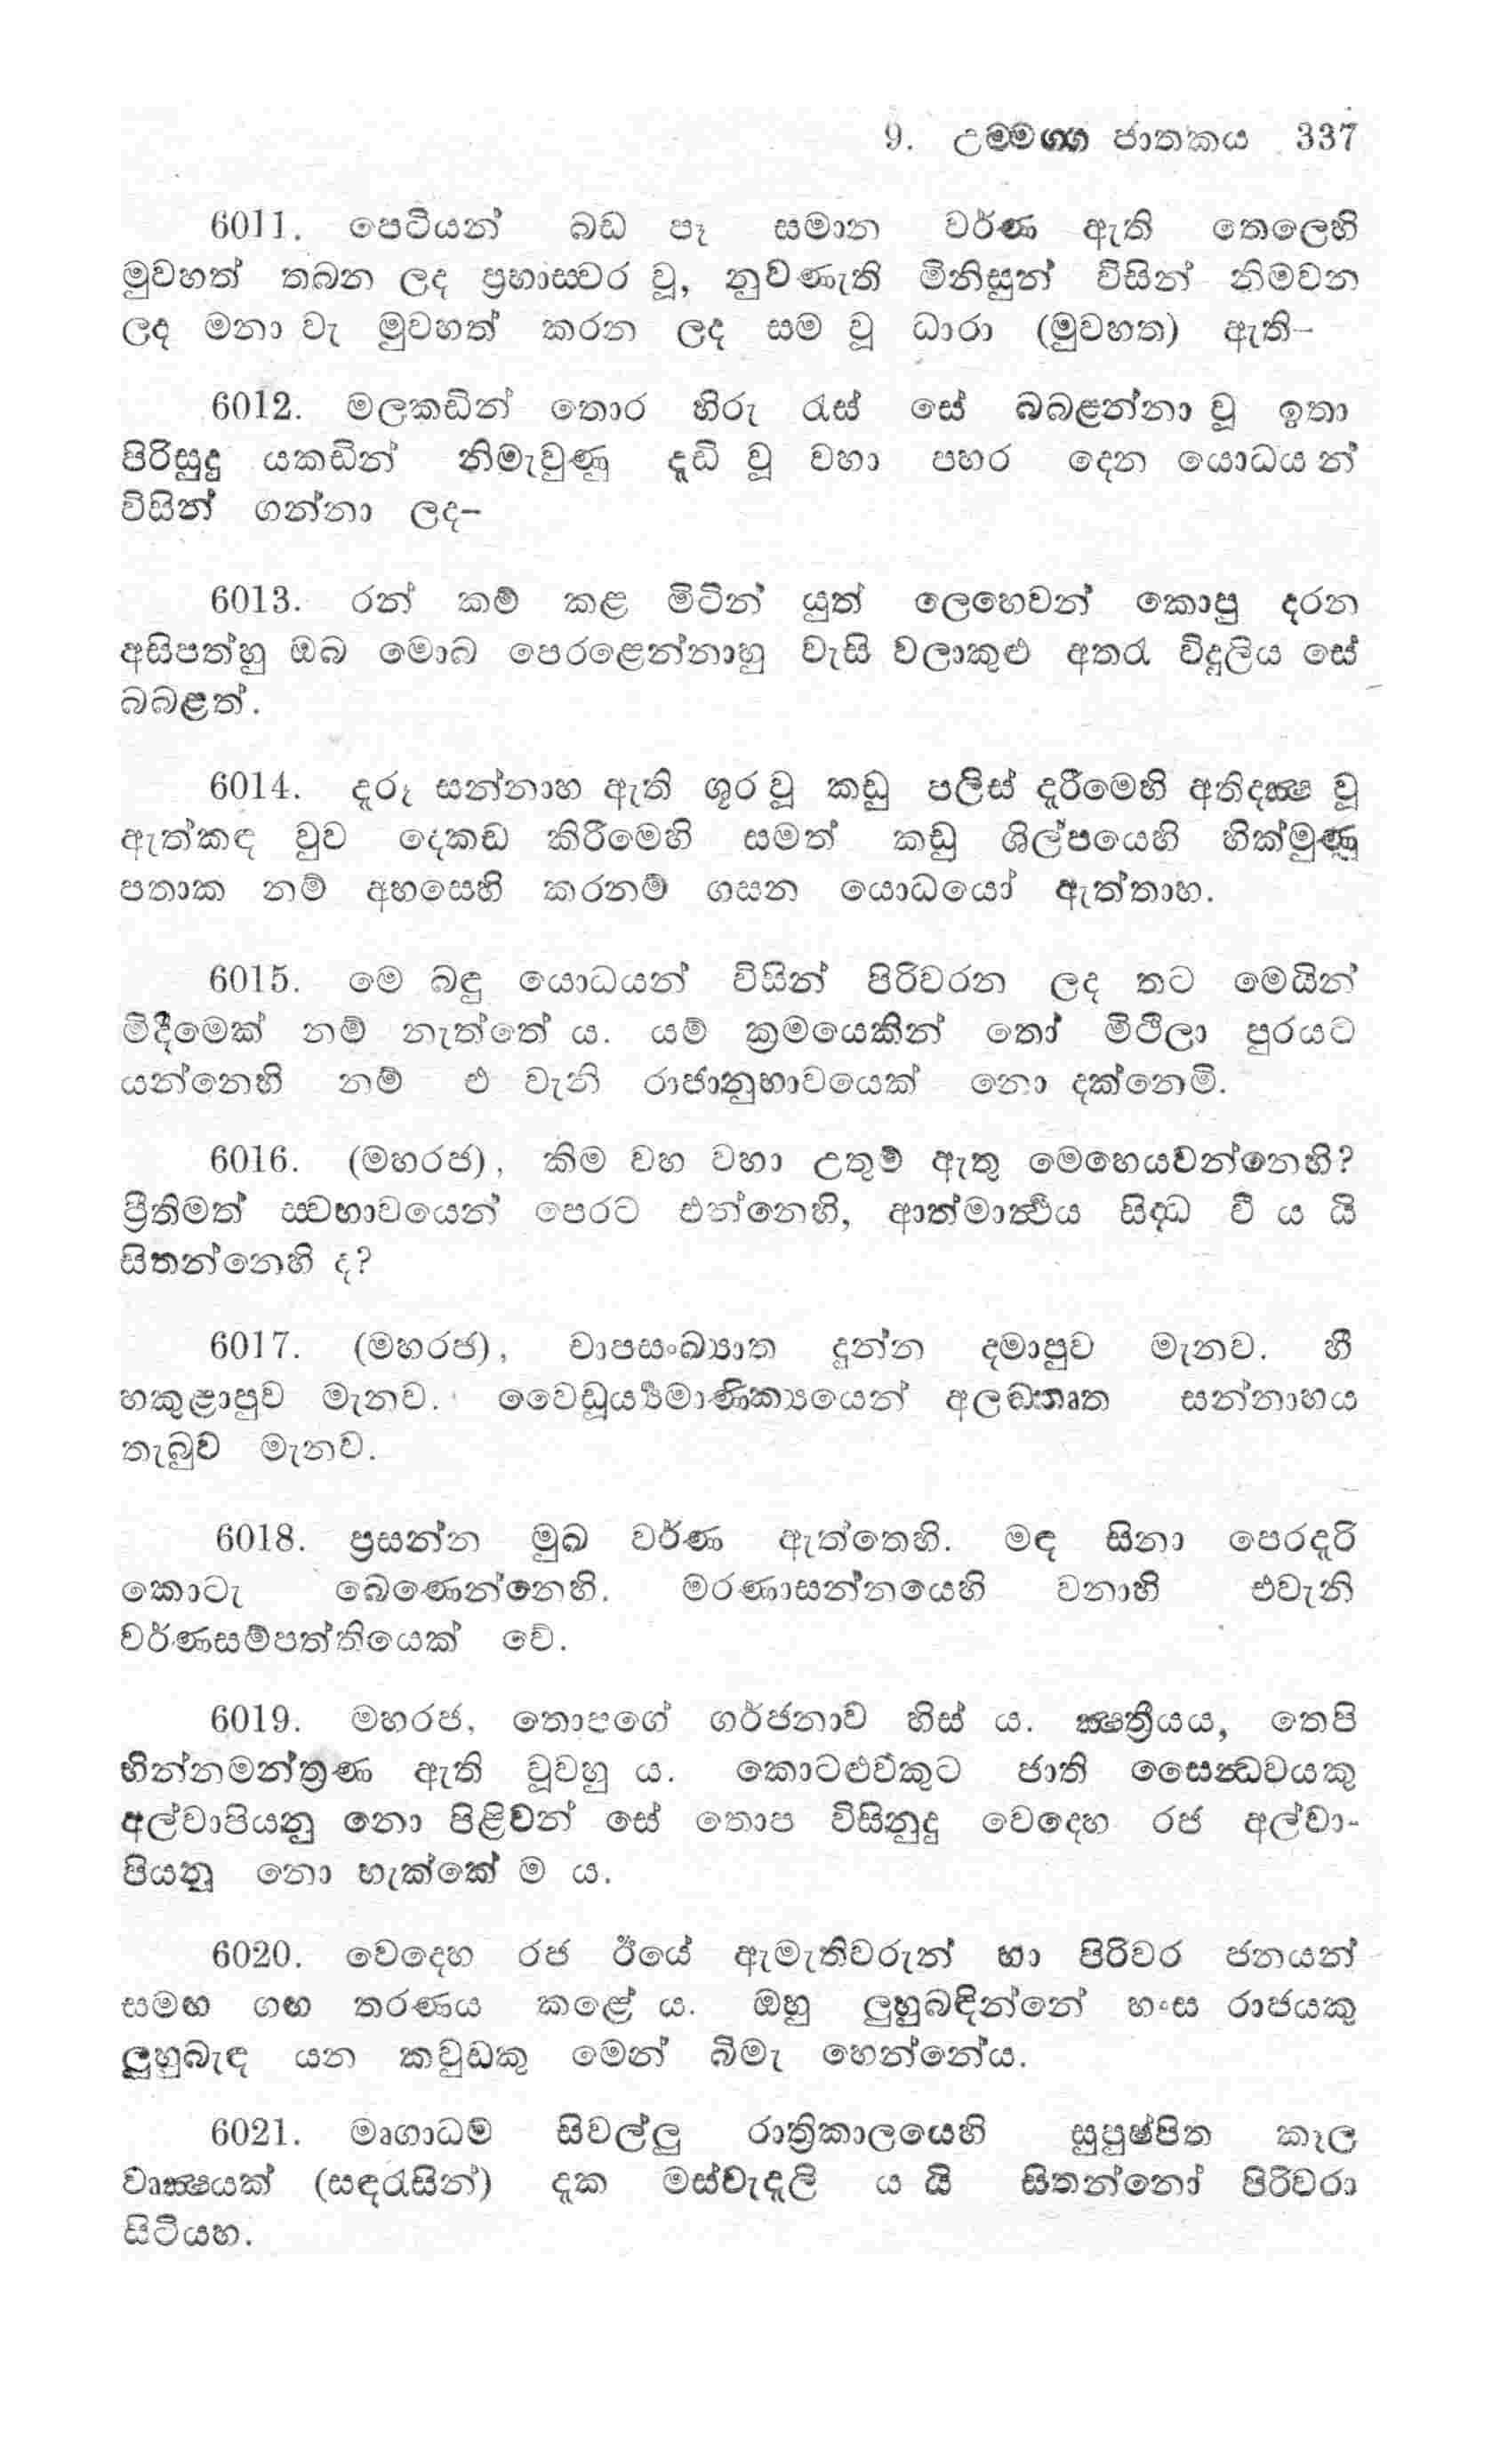 9. උම්මග්ග ජාතකය 337
6011. පෙටියන් බඩ පෑ සමාන වර්ණ ඇති තෙලෙහි
මුවහත් තබන ලද ප්‍රභාස්වර වූ, නුවණැති මිනිසුන් විසින් නිමවන
ලද මනා වැ මුවහත් කරන ලද සම වූ ධාරා (මුවහත) ඇති–
6012. මලකඩින් තොර හිරු රැස් සේ බබළන්නා වූ ඉතා
පිරිසුදු යකඩින් නිමැවුණු දැඩි වූ වහා පහර දෙන යොධයන්
විසින් ගන්නා ලද–
6013. රන් කම් කළ මිටින් යුත් ලෙහෙවන් කොපු දරන
අසිපත්හු ඔබ මොබ පෙරළෙන්නාහු වැසි වලාකුළු අතරැ විදුලිය සේ
බබළත්.
6014. දැරූ සන්නාහ ඇති ශූර වූ කඩු පලිස් දැරීමෙහි අතිදක්‍ෂ වූ
ඇත්කඳ වුව දෙකඩ කිරීමෙහි සමත් කඩු ශිල්පයෙහි හික්මුණු
පතාක නම් අහසෙහි කරනම් ගසන යොධයෝ ඇත්තාහ.
6015. මෙ බඳු යොධයන් විසින් පිරිවරන ලද තට මෙයින්
මිදීමෙක් නම් නැත්තේ ය. යම් ක්‍රමයෙකින් තෝ මිථිලා පුරයට
යන්නෙහි නම් එ වැනි රාජානුභාවයෙක් නො දක්නෙමි.
6016. (මහරජ), කිම වහ වහා උතුම් ඇතු මෙහෙයවන්නෙහි?
ප්‍රීතිමත් ස්වභාවයෙන් පෙරට එන්නෙහි, ආත්මාර්‍ථය සිද්‍ධ වී ය යි
සිතන්නෙහි ද?
6017. (මහරජ), චාපසංඛ්‍යාත දුන්න දමාපුව මැනව. හී
හකුළාපුව මැනව. වෛඩූර්‍ය්‍යමාණික්‍යයෙන් අලඞ්කෘත සන්නාහය
තැබුව මැනව.
6018. ප්‍රසන්න මුඛ වර්ණ ඇත්තෙහි. මඳ සිනා පෙරදැරි
කොටැ බෙණෙන්නෙහි. මරණාසන්නයෙහි වනාහි එවැනි
වර්ණසම්පත්තියෙක් වේ.
6019. මහරජ, තොපගේ ගර්ජනාව හිස් ය. ක්‍ෂත්‍රියය, තෙපි
භින්නමන්ත්‍රණ ඇති වූවහු ය. කොටළුවකුට ජාති සෛන්‍ධවයකු
අල්වාපියනු නො පිළිවන් සේ තොප විසිනුදු වෙදෙහ රජ අල්වා-
පියනු නො හැක්කේ ම ය.
6020. වෙදෙහ රජ ඊයේ ඇමැතිවරුන් හා පිරිවර ජනයන්
සමඟ ගඟ තරණය කළේ ය. ඔහු ලුහුබඳින්නේ හංස රාජයකු
ලුහුබැඳ යන කවුඩකු මෙන් බිමැ හෙන්නේය.
6021. මෘගාධම සිවල්ලු රාත්‍රිකාලයෙහි සුපුෂ්පිත කෑල
වෘක්‍ෂයක් (සඳරැසින්) දැක මස්වැදැලි ය යි සිතන්නෝ පිරිවරා
සිටියහ.